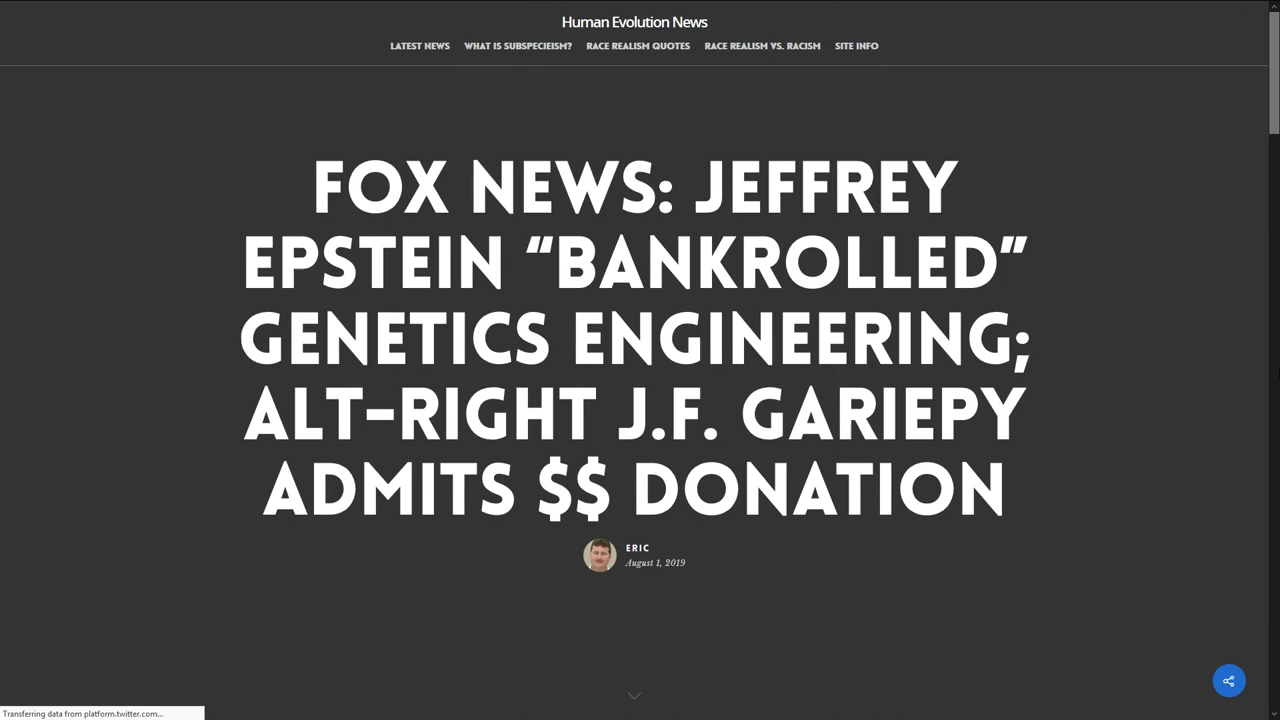 Human Evolution News
LATEST NEWS WHAT IS SUBSPECIEISM? RACE REALISM QUOTES RACE REALISM VS. RACISM SITE INFO
FOX NEWS: JEFFREY
EPSTEIN “BANKROLLED”
GENETICS ENGINEERING;
ALT-RIGHT J.F. GARIEPY
ADMITS $$ DONATION
ERIC
August 1, 2019
Transferring data from platform.twitter.com...